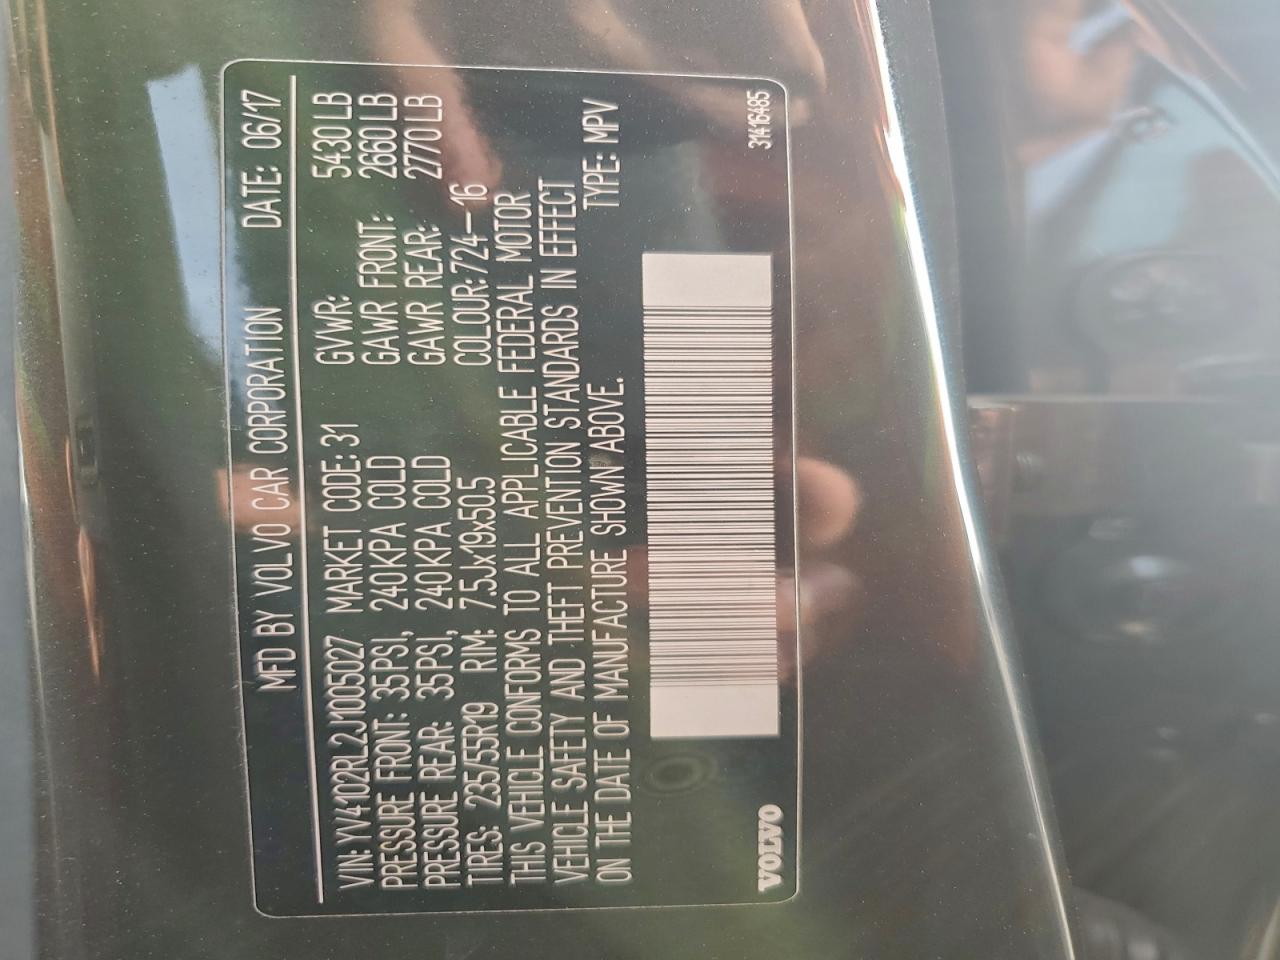 MFD BY VOLVO CAR CORPORATION DATE: 06/17
VIN: YV4102RL2J1005027 MARKET CODE: 31 GVWR: 5430 LB
PRESSURE FRONT: 35PSI, 240KPA COLD GAWR FRONT: 2660 LB
PRESSURE REAR: 35PSI, 240KPA COLD GAWR REAR: 2770 LB
TIRES: 235/55R19 RIM: 7.5Jx19x50.5 COLOUR: 724-16
THIS VEHICLE CONFORMS TO ALL APPLICABLE FEDERAL MOTOR
VEHICLE SAFETY AND THEFT PREVENTION STANDARDS IN EFFECT
ON THE DATE OF MANUFACTURE SHOWN ABOVE. TYPE: MPV
VOLVO 31416485